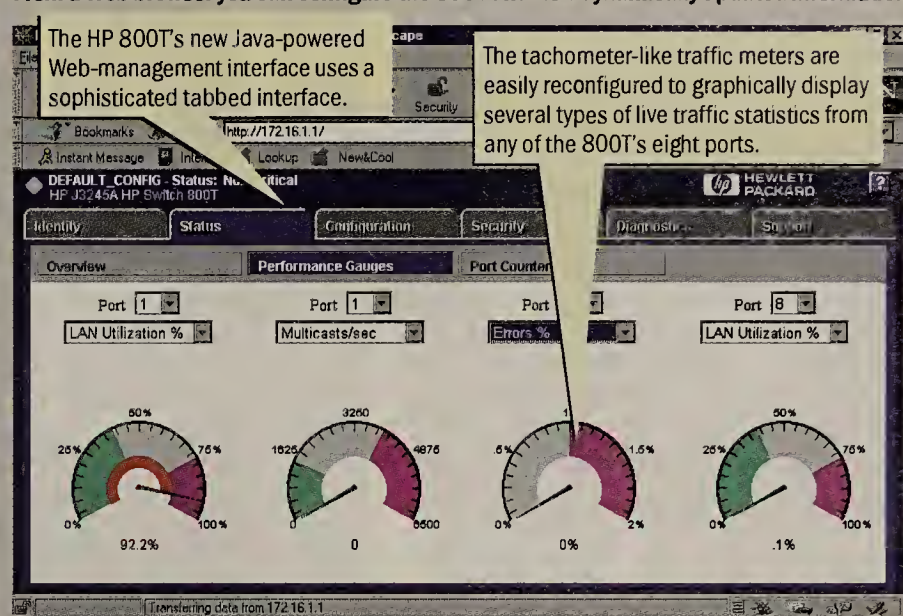 The HP 800T's new Java-powered
Web-management interface uses a
sophisticated tabbed interface.
The tachometer-like traffic meters are
easily reconfigured to graphically display
several types of live traffic statistics from
any of the 800T's eight ports.
cape
Security
Bookmarks http://172.16.1.1/
Instant Message Lookup New&Cool
DEFAULT_CONFIG - Status:
HP J3245A HP Switch 800T
hp HEWLETT
PACKARD
?
Identity Status Configuration Security
Overview Performance Gauges Port Counter
Port 1 Port 1 Port Port 8
LAN Utilization % Multicasts/sec Errors % LAN Utilization %
50% 3250 1 50%
25% 75% 1625 4875 .5% 1.5% 25% 75%
0% 100% 0 6500 0% 2% 0% 100%
92.2% 0 0% .1%
Transferring data from 172.16.1.1